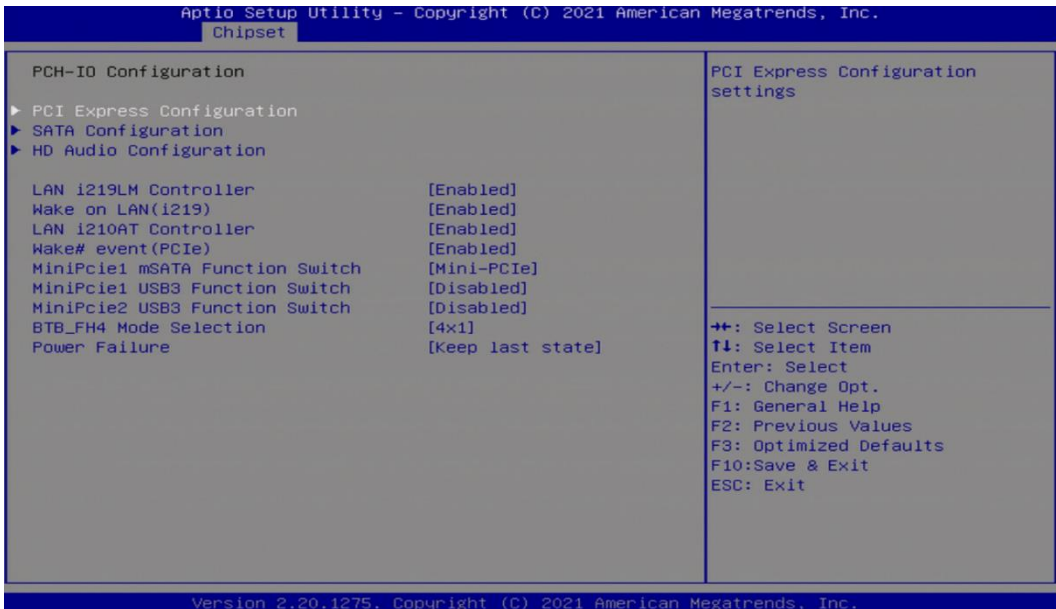 Aptio Setup Utility – Copyright (C) 2021 American Megatrends, Inc.
Chipset
PCH-IO Configuration
▶ PCI Express Configuration
▶ SATA Configuration
▶ HD Audio Configuration
LAN i219LM Controller [Enabled]
Wake on LAN(i219) [Enabled]
LAN i210AT Controller [Enabled]
Wake# event(PCIe) [Enabled]
MiniPcie1 mSATA Function Switch [Mini-PCIe]
MiniPcie1 USB3 Function Switch [Disabled]
MiniPcie2 USB3 Function Switch [Disabled]
BTB_FH4 Mode Selection [4x1]
Power Failure [Keep last state]
PCI Express Configuration
settings
→←: Select Screen
↑↓: Select Item
Enter: Select
+/-: Change Opt.
F1: General Help
F2: Previous Values
F3: Optimized Defaults
F10:Save & Exit
ESC: Exit
Version 2.20.1275. Copyright (C) 2021 American Megatrends, Inc.